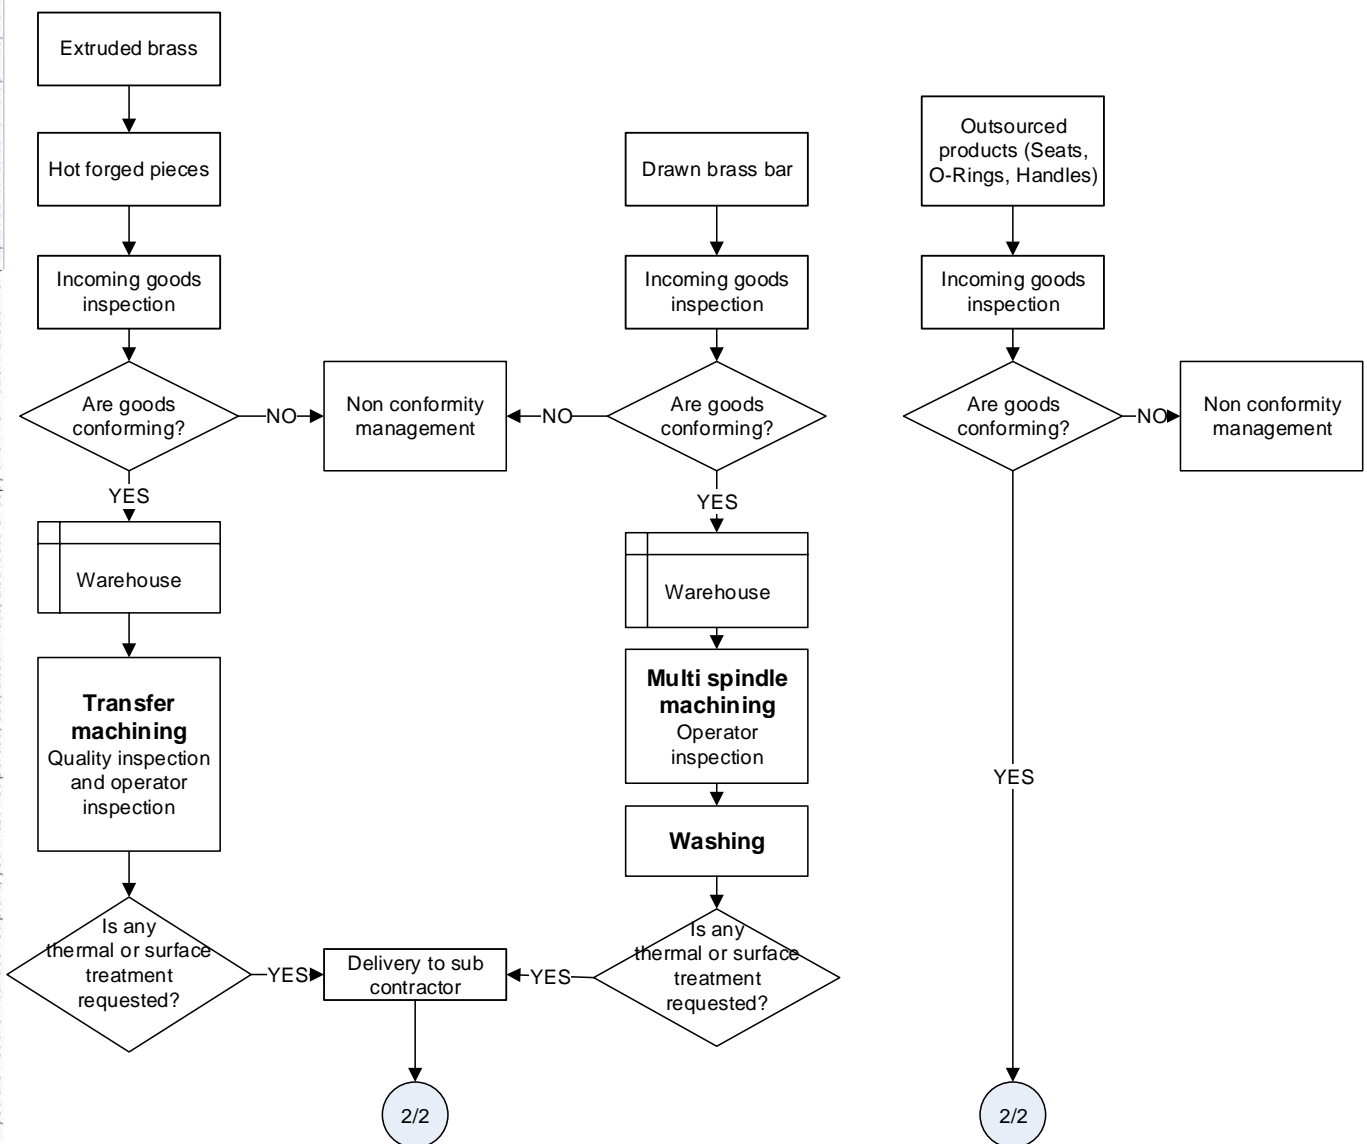 Extruded brass
Hot forged pieces
Incoming goods
inspection
Are goods
conforming?
NO
Non conformity
management
YES
Warehouse
Transfer
machining
Quality inspection
and operator
inspection
Is any
thermal or surface
treatment
requested?
YES
Delivery to sub
contractor
2/2
Drawn brass bar
Incoming goods
inspection
Are goods
conforming?
NO
YES
Warehouse
Multi spindle
machining
Operator
inspection
Washing
Is any
thermal or surface
treatment
requested?
YES
Outsourced
products (Seats,
O-Rings, Handles)
Incoming goods
inspection
Are goods
conforming?
NO
Non conformity
management
YES
2/2